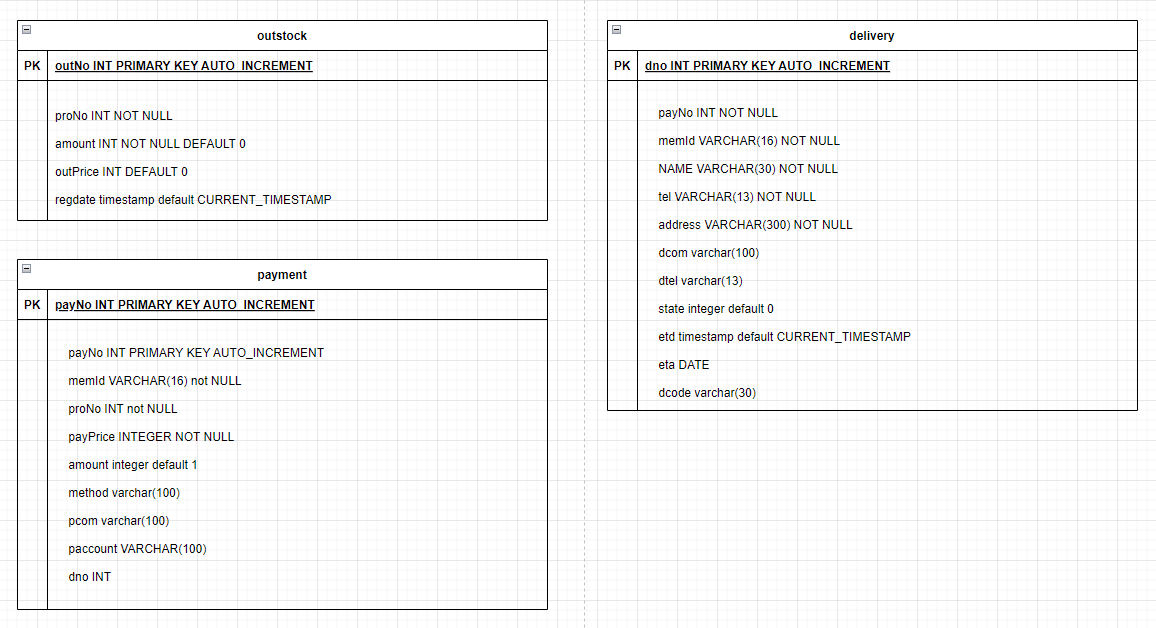 outstock
PK outNo INT PRIMARY KEY AUTO_INCREMENT
proNo INT NOT NULL
amount INT NOT NULL DEFAULT 0
outPrice INT DEFAULT 0
regdate timestamp default CURRENT_TIMESTAMP
payment
PK payNo INT PRIMARY KEY AUTO_INCREMENT
payNo INT PRIMARY KEY AUTO_INCREMENT
memId VARCHAR(16) not NULL
proNo INT not NULL
payPrice INTEGER NOT NULL
amount integer default 1
method varchar(100)
pcom varchar(100)
paccount VARCHAR(100)
dno INT
delivery
PK dno INT PRIMARY KEY AUTO_INCREMENT
payNo INT NOT NULL
memId VARCHAR(16) NOT NULL
NAME VARCHAR(30) NOT NULL
tel VARCHAR(13) NOT NULL
address VARCHAR(300) NOT NULL
dcom varchar(100)
dtel varchar(13)
state integer default 0
etd timestamp default CURRENT_TIMESTAMP
eta DATE
dcode varchar(30)